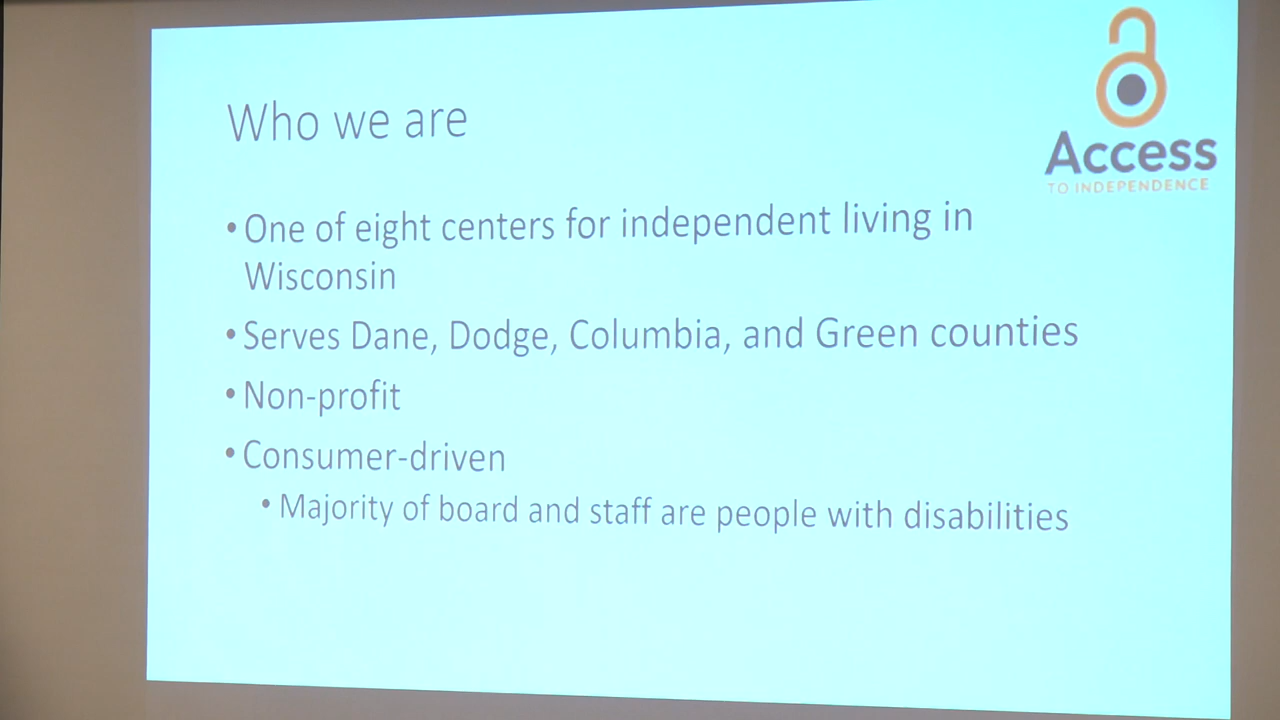 Access
TO INDEPENDENCE
Who we are
• One of eight centers for independent living in
Wisconsin
• Serves Dane, Dodge, Columbia, and Green counties
• Non-profit
• Consumer-driven
• Majority of board and staff are people with disabilities